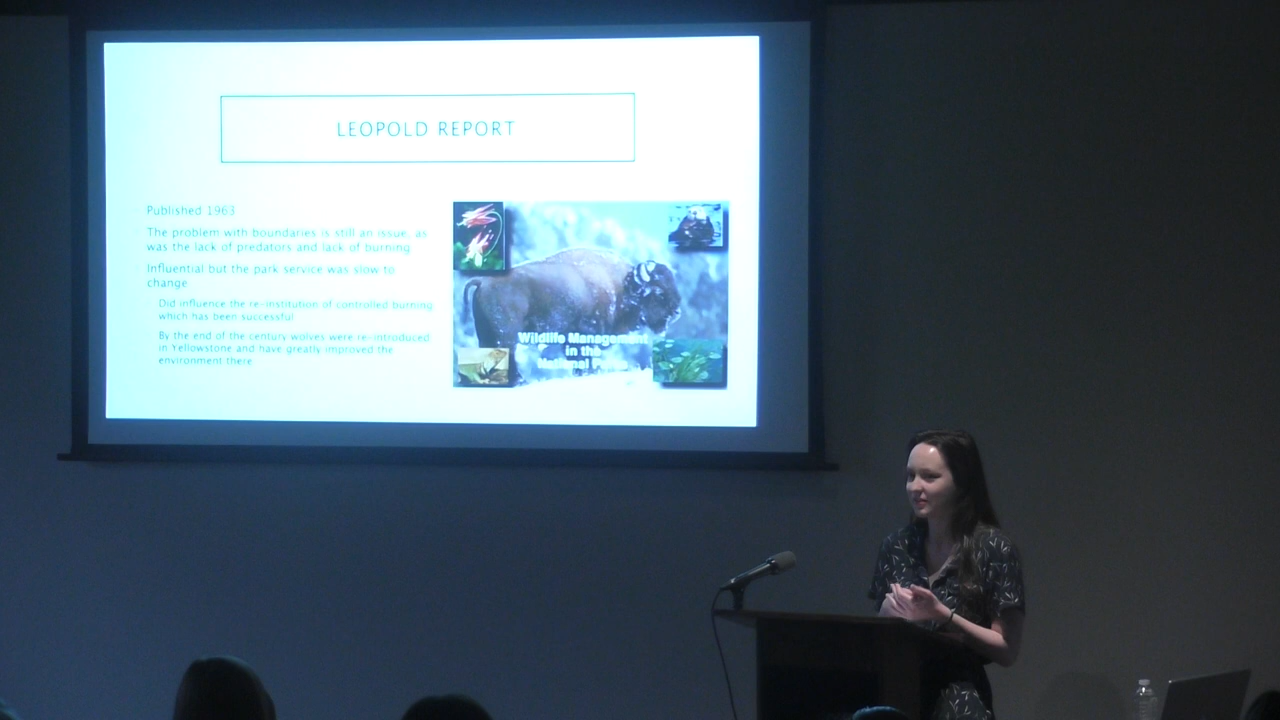 LEOPOLD REPORT
Published 1963
The problem with boundaries is still an issue, as
was the lack of predators and lack of burning.
Influential but the park service was slow to
change
Did influence the re-institution of controlled burning
which has been successful
By the end of the century wolves were re-introduced
in Yellowstone and have greatly improved the
environment there
Wildlife Management
in the